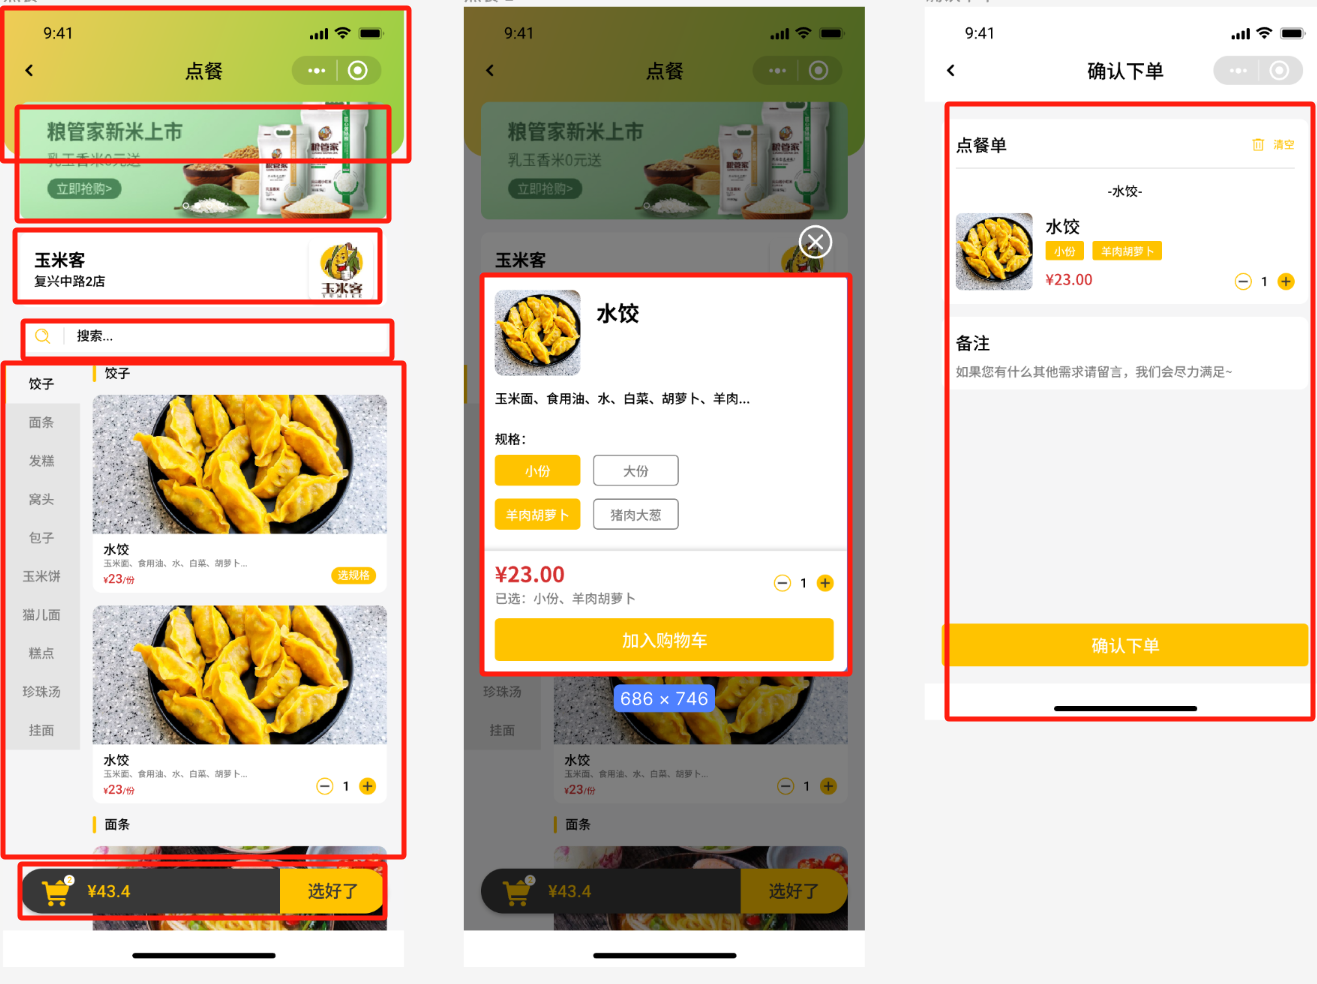 9:41
点餐
粮管家新米上市
乳玉香米0元送
立即抢购>
粮管家
玉米客
复兴中路2店
玉米客
YUMIKE
搜索...
饺子
面条
发糕
窝头
包子
玉米饼
猫儿面
糕点
珍珠汤
挂面
饺子
水饺
玉米面、食用油、水、白菜、胡萝卜...
¥23/份
选规格
水饺
玉米面、食用油、水、白菜、胡萝卜...
¥23/份
1
面条
¥43.4
选好了
9:41
点餐
粮管家新米上市
乳玉香米0元送
立即抢购>
粮管家
玉米客
水饺
玉米面、食用油、水、白菜、胡萝卜、羊肉...
规格：
小份
大份
羊肉胡萝卜
猪肉大葱
¥23.00
1
已选：小份、羊肉胡萝卜
加入购物车
686 × 746
珍珠汤
挂面
水饺
玉米面、食用油、水、白菜、胡萝卜...
¥23/份
1
面条
¥43.4
选好了
9:41
确认下单
点餐单
清空
-水饺-
水饺
小份
羊肉胡萝卜
¥23.00
1
备注
如果您有什么其他需求请留言，我们会尽力满足~
确认下单